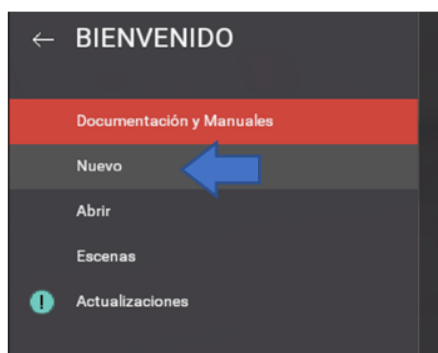 BIENVENIDO
Documentación y Manuales
Nuevo
Abrir
Escenas
Actualizaciones